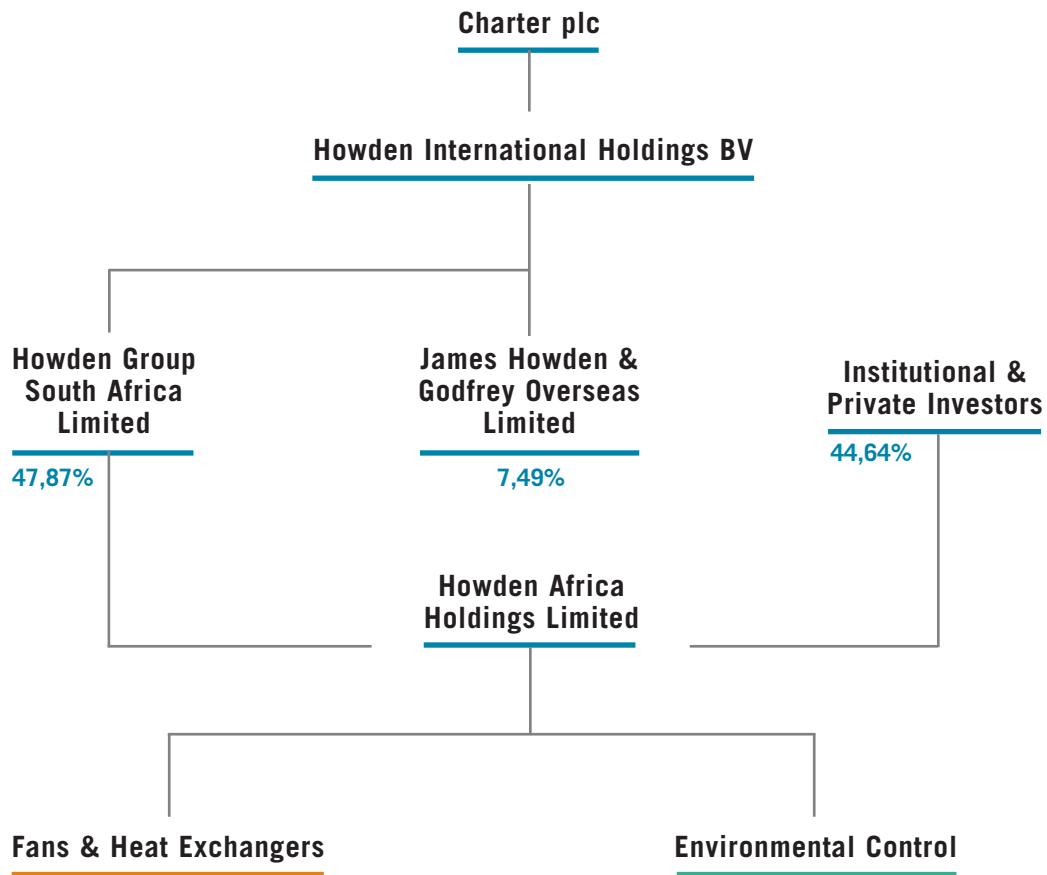 Charter plc
Howden International Holdings BV
Howden Group
South Africa
Limited
47,87%
James Howden &
Godfrey Overseas
Limited
7,49%
Institutional &
Private Investors
44,64%
Howden Africa
Holdings Limited
Fans & Heat Exchangers
Environmental Control